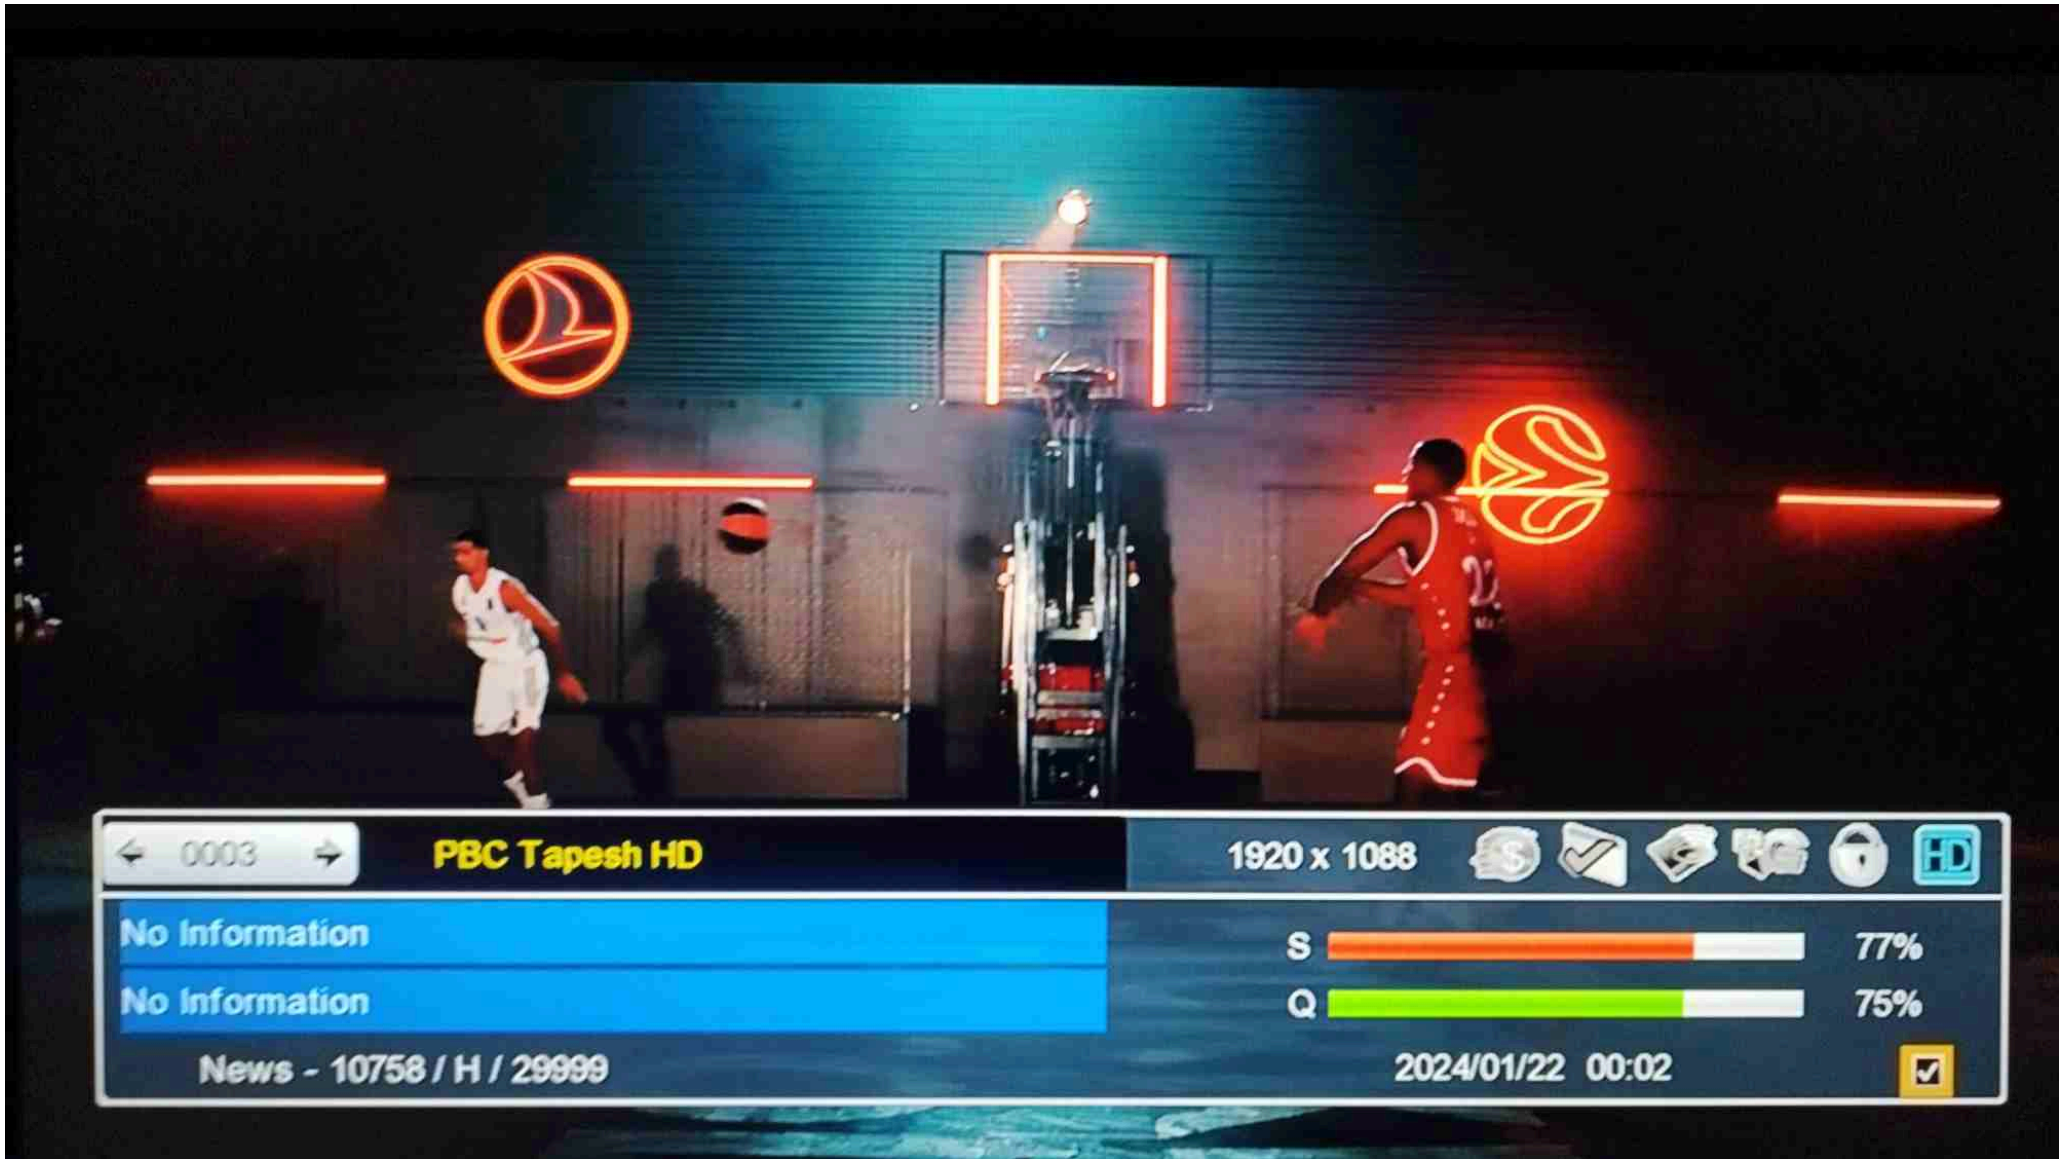 0003
PBC Tapesh HD
1920 x 1088
$
HD
No Information
No Information
S 77%
Q 75%
News - 10758 / H / 29999
2024/01/22 00:02